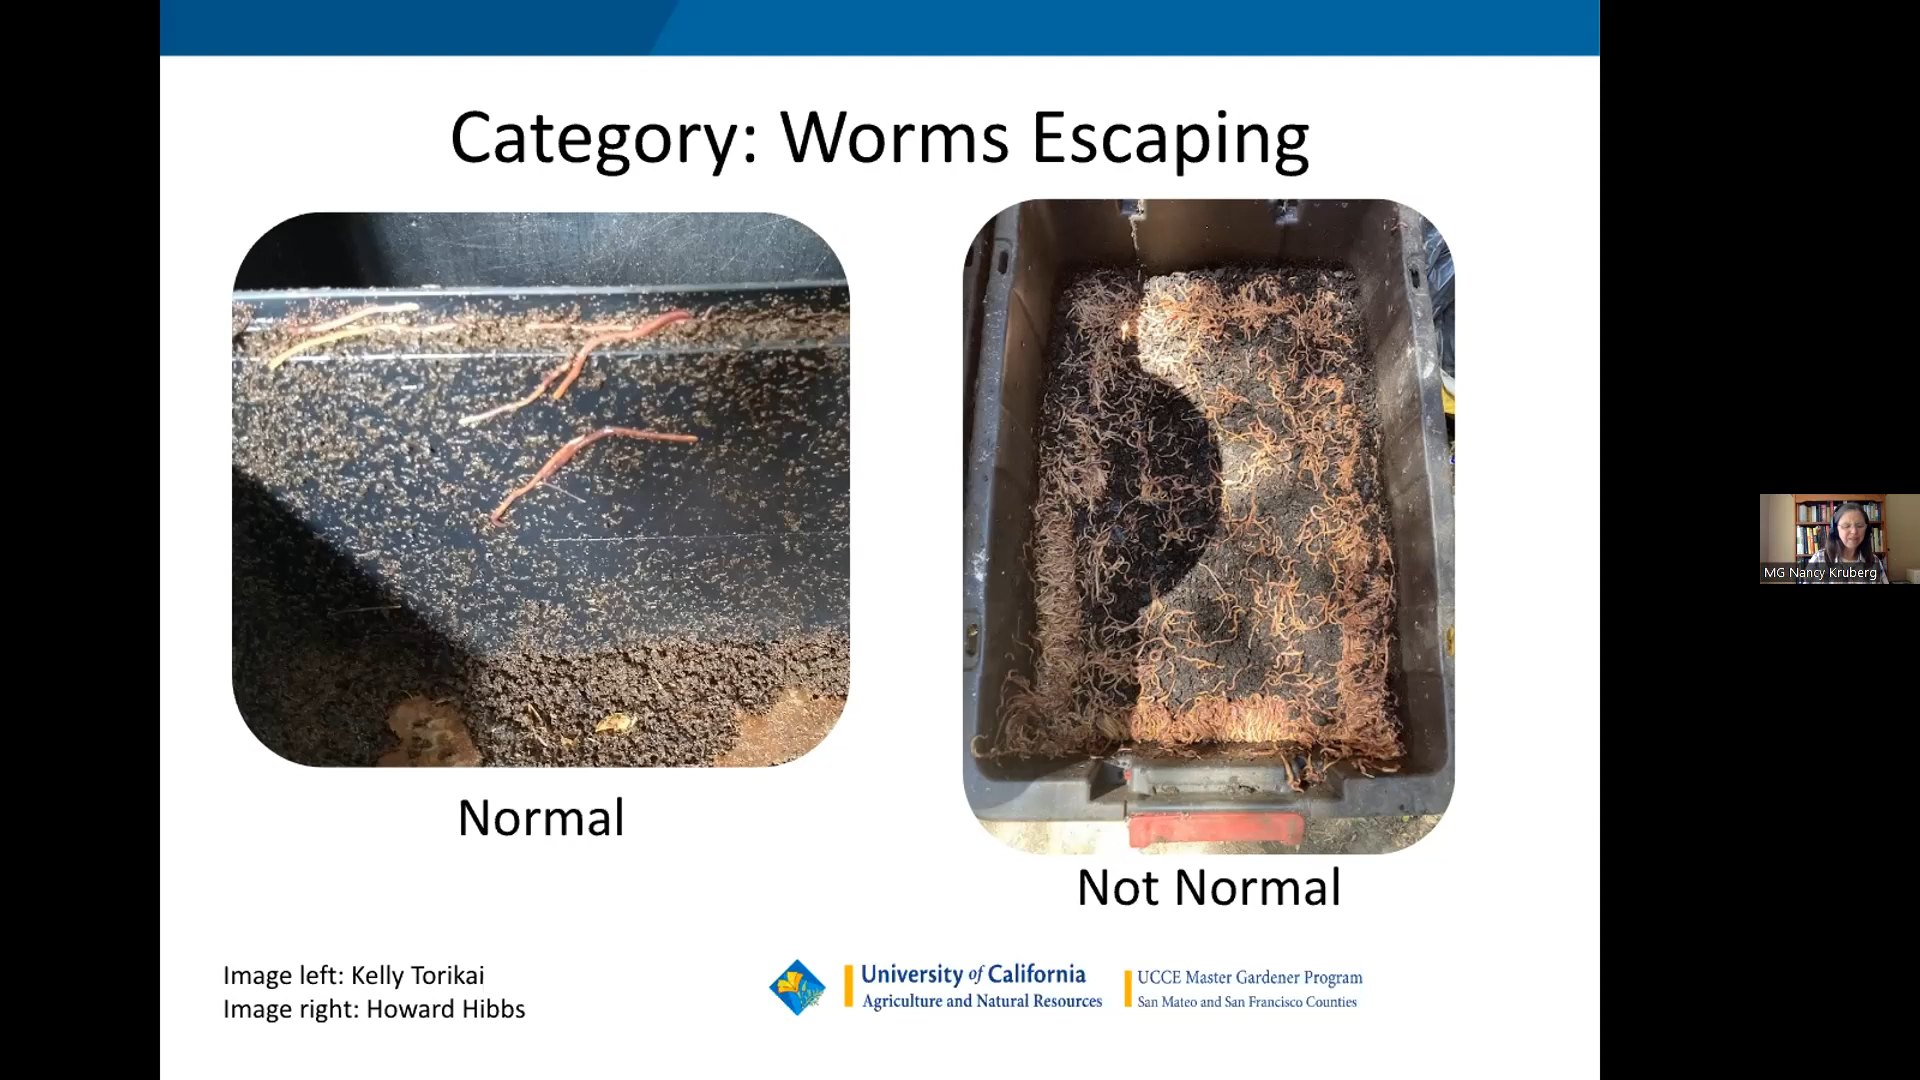 Category: Worms Escaping
Normal
Not Normal
Image left: Kelly Torikai
Image right: Howard Hibbs
University of California
Agriculture and Natural Resources
UCCE Master Gardener Program
San Mateo and San Francisco Counties
MG Nancy Kruberg